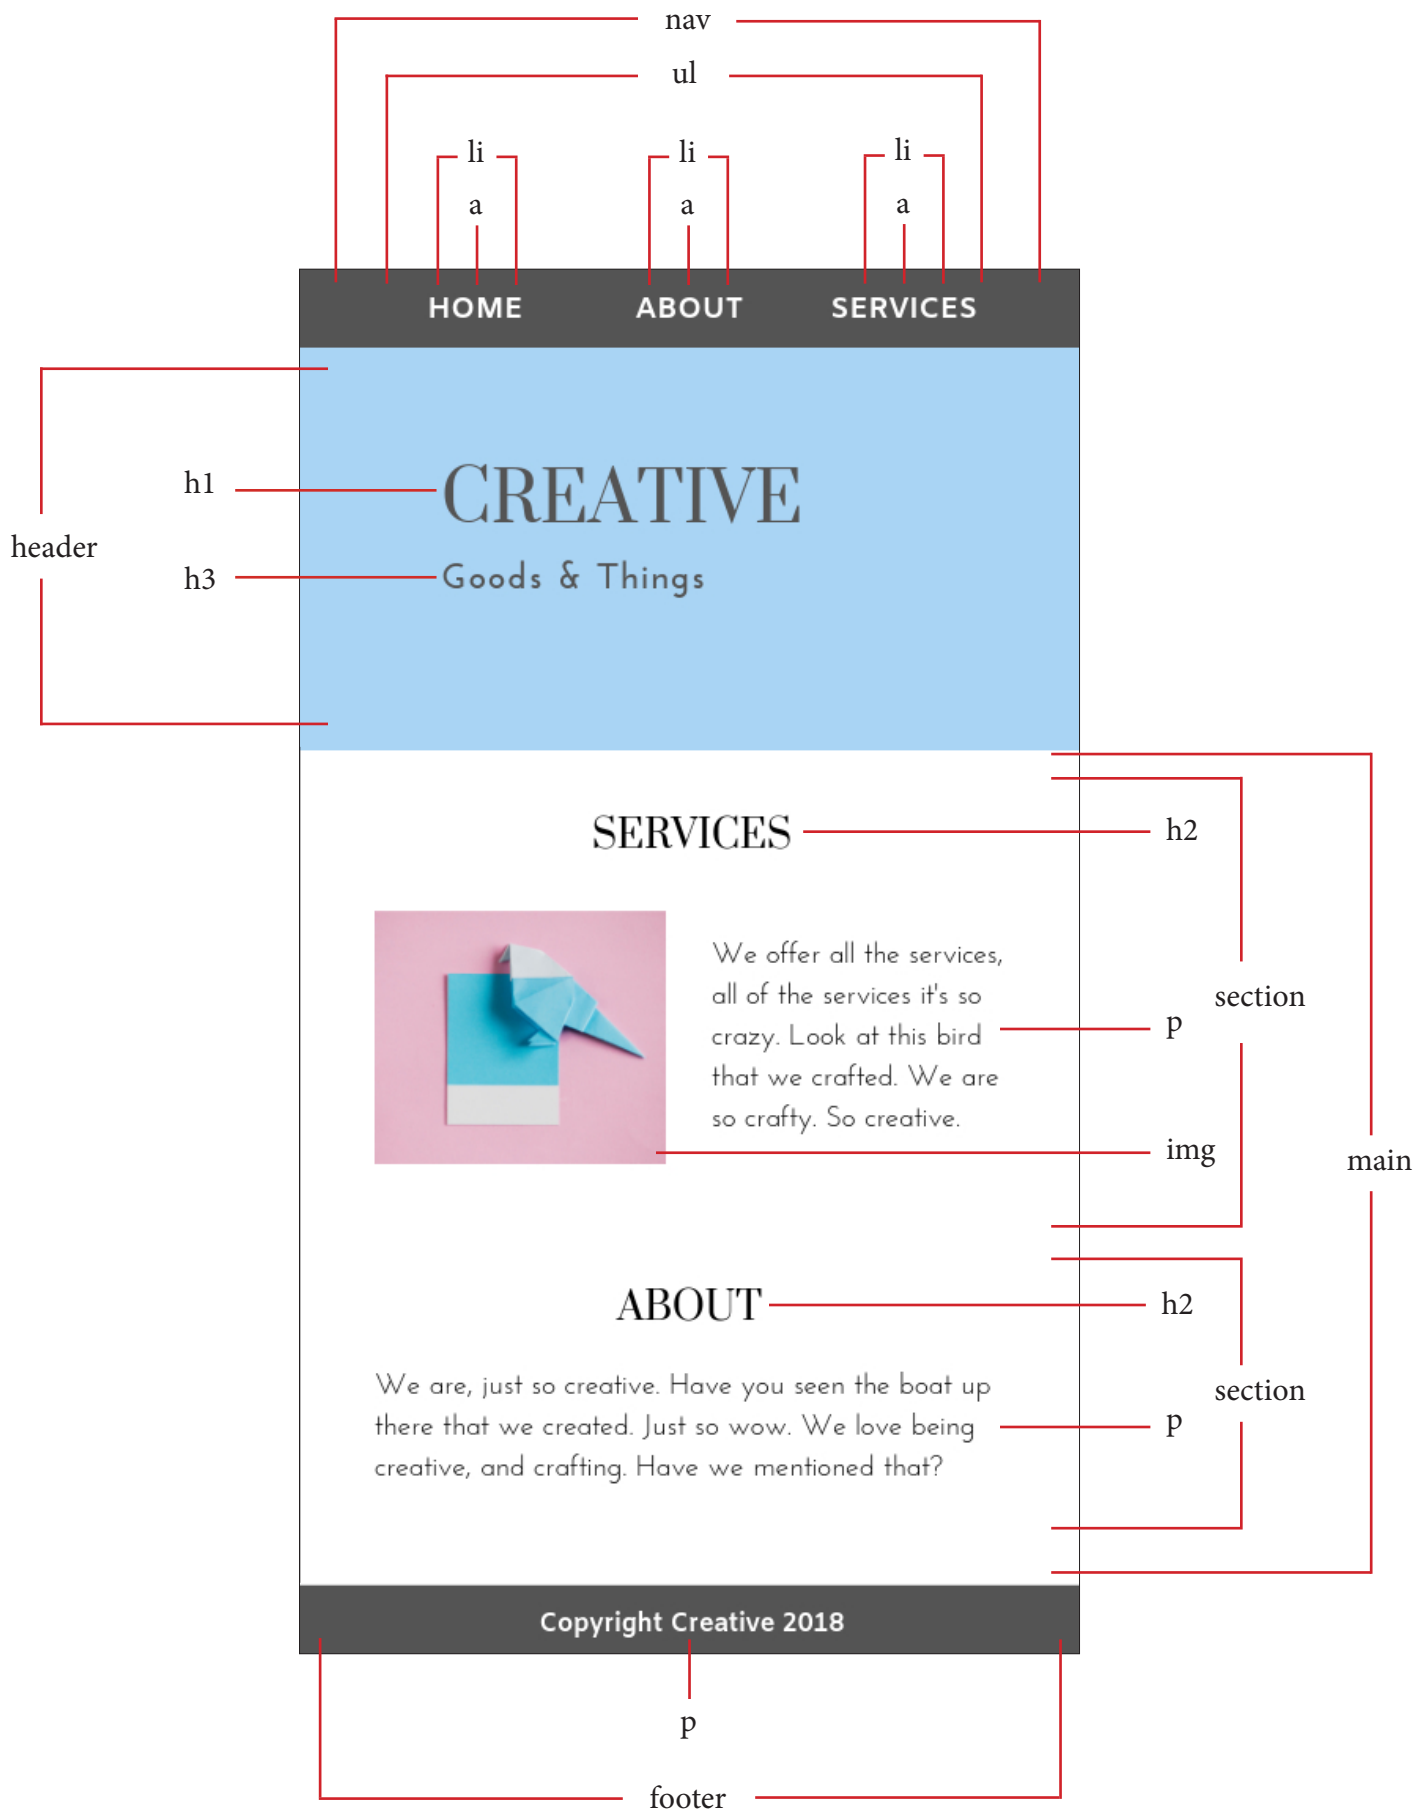 nav
ul
li li li
a a a
HOME ABOUT SERVICES
header
h1
CREATIVE
h3
Goods & Things
SERVICES
h2
We offer all the services,
all of the services it's so
crazy. Look at this bird
that we crafted. We are
so crafty. So creative.
p
section
img
main
ABOUT
h2
We are, just so creative. Have you seen the boat up
there that we created. Just so wow. We love being
creative, and crafting. Have we mentioned that?
section
p
Copyright Creative 2018
p
footer